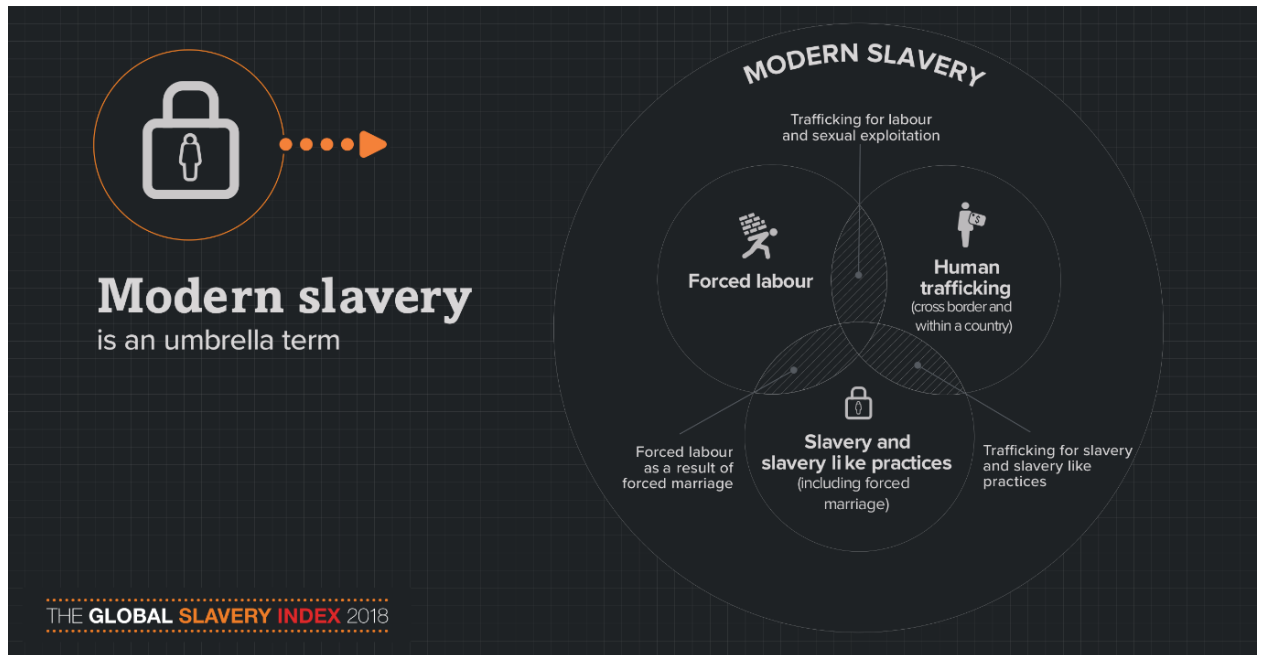 Modern slavery
is an umbrella term
THE GLOBAL SLAVERY INDEX 2018
MODERN SLAVERY
Trafficking for labour
and sexual exploitation
Forced labour
Human
trafficking
(cross border and
within a country)
Forced labour
as a result of
forced marriage
Slavery and
slavery like practices
(including forced
marriage)
Trafficking for slavery
and slavery like
practices
$